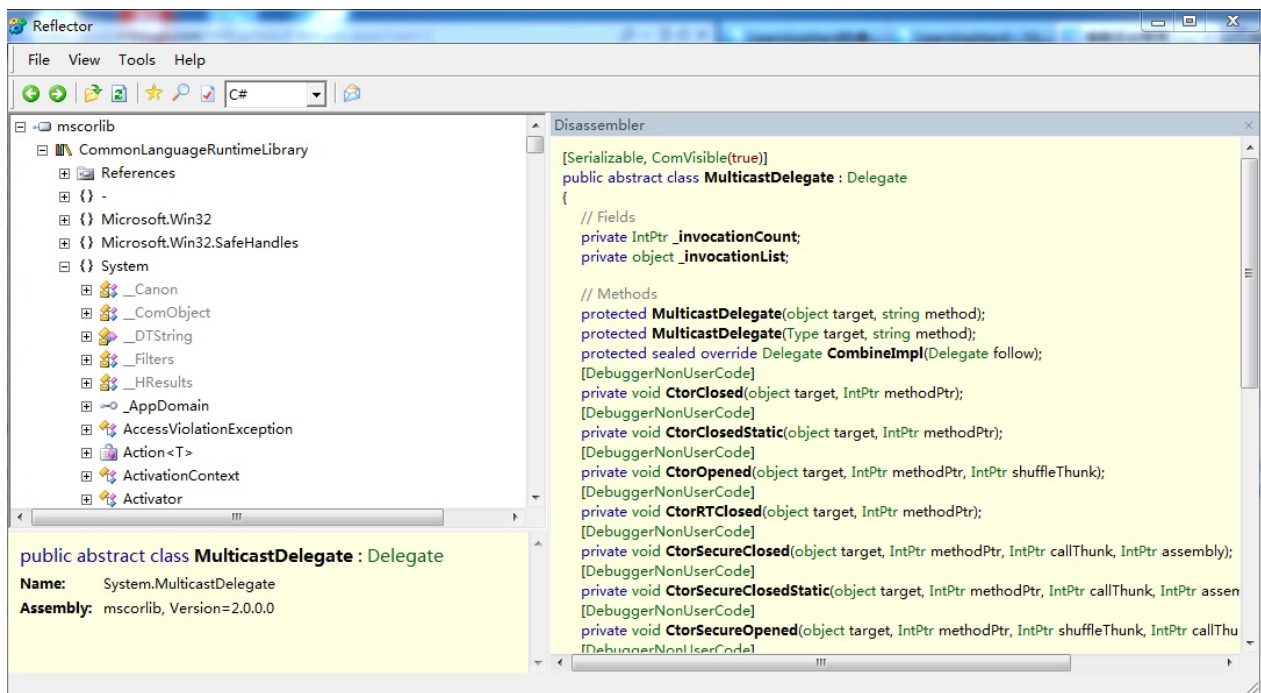 Reflector
File View Tools Help
C#
mscorlib
CommonLanguageRuntimeLibrary
References
{} -
{} Microsoft.Win32
{} Microsoft.Win32.SafeHandles
{} System
__Canon
__ComObject
__DTString
__Filters
__HResults
_AppDomain
AccessViolationException
Action<T>
ActivationContext
Activator
public abstract class MulticastDelegate : Delegate
Name: System.MulticastDelegate
Assembly: mscorlib, Version=2.0.0.0
Disassembler
[Serializable, ComVisible(true)]
public abstract class MulticastDelegate : Delegate
{
// Fields
private IntPtr _invocationCount;
private object _invocationList;
// Methods
protected MulticastDelegate(object target, string method);
protected MulticastDelegate(Type target, string method);
protected sealed override Delegate CombineImpl(Delegate follow);
[DebuggerNonUserCode]
private void CtorClosed(object target, IntPtr methodPtr);
[DebuggerNonUserCode]
private void CtorClosedStatic(object target, IntPtr methodPtr);
[DebuggerNonUserCode]
private void CtorOpened(object target, IntPtr methodPtr, IntPtr shuffleThunk);
[DebuggerNonUserCode]
private void CtorRTClosed(object target, IntPtr methodPtr);
[DebuggerNonUserCode]
private void CtorSecureClosed(object target, IntPtr methodPtr, IntPtr callThunk, IntPtr assembly);
[DebuggerNonUserCode]
private void CtorSecureClosedStatic(object target, IntPtr methodPtr, IntPtr callThunk, IntPtr assem
[DebuggerNonUserCode]
private void CtorSecureOpened(object target, IntPtr methodPtr, IntPtr shuffleThunk, IntPtr callThu
[DebuggerNonUserCode]